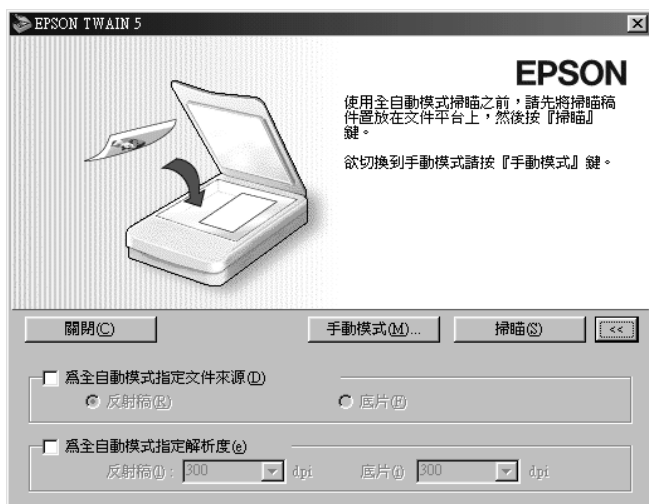 EPSON TWAIN 5
EPSON
使用全自動模式掃瞄之前，請先將掃瞄稿
件置放在文件平台上，然後按『掃瞄』
鍵。
欲切換到手動模式請按『手動模式』鍵。
關閉(C)
手動模式(M)...
掃瞄(S)
<<
為全自動模式指定文件來源(D)
反射稿(R)
底片(F)
為全自動模式指定解析度(e)
反射稿(l): 300 dpi
底片(i) 300 dpi